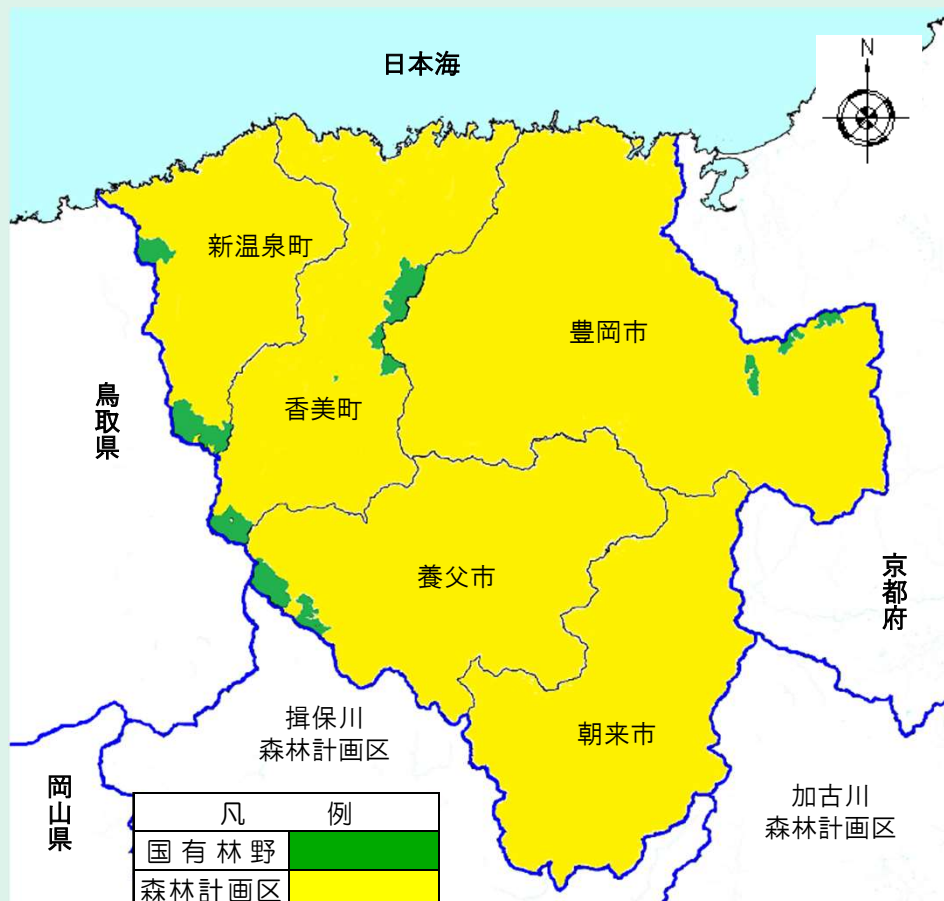 日本海
N
新温泉町
豊岡市
鳥取県
香美町
養父市
京都府
揖保川
森林計画区
朝来市
岡山県
加古川
森林計画区
凡 例
国有林野
森林計画区